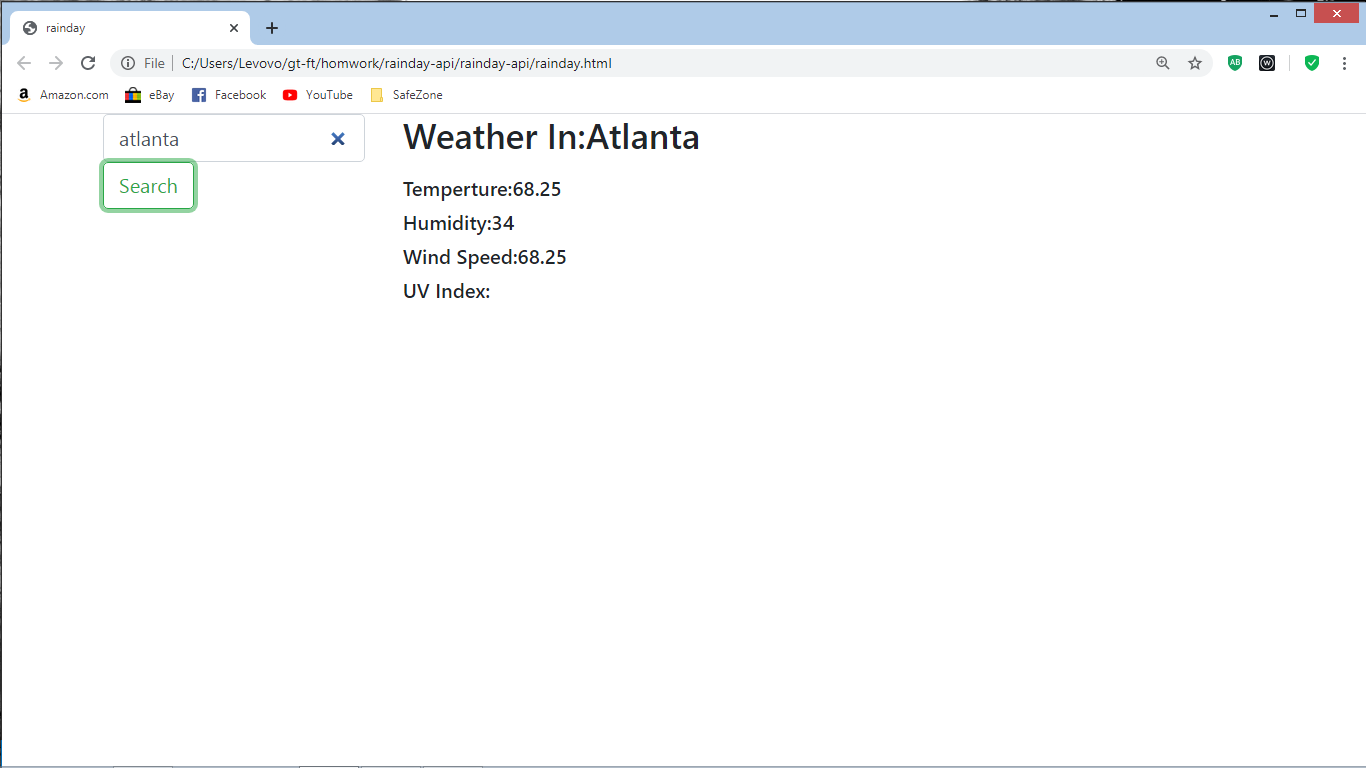 rainday
File C:/Users/Levovo/gt-ft/homwork/rainday-api/rainday-api/rainday.html
AB W
a Amazon.com eBay Facebook YouTube SafeZone
atlanta
Search
Weather In:Atlanta
Temperture:68.25
Humidity:34
Wind Speed:68.25
UV Index: